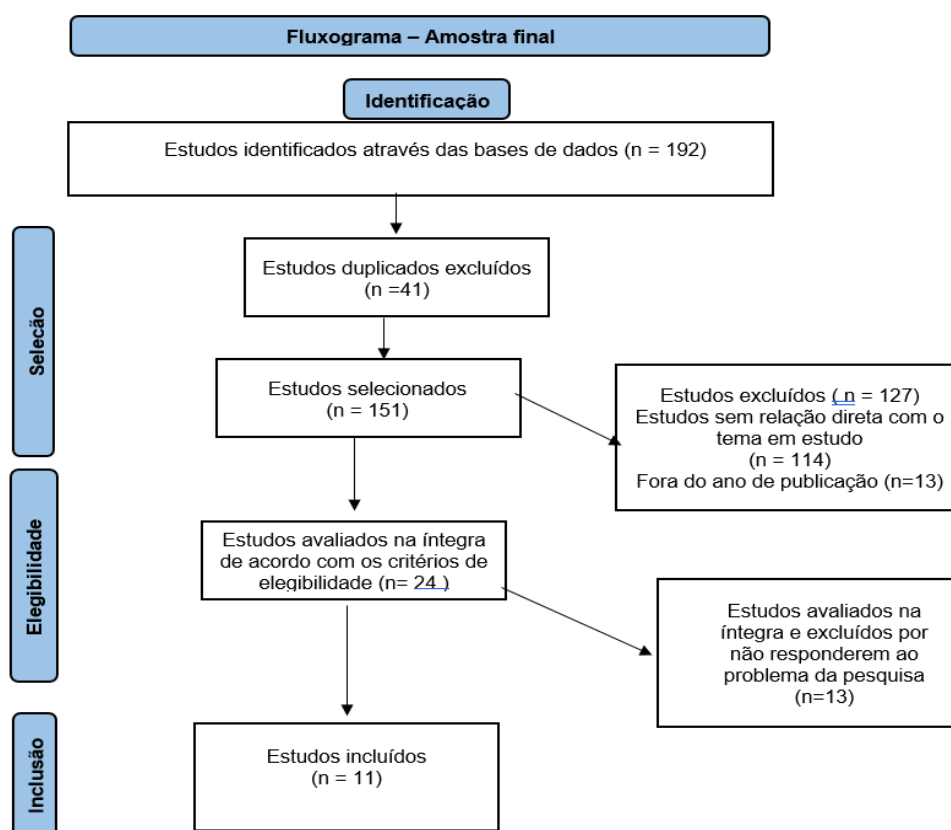 Fluxograma – Amostra final
Identificação
Estudos identificados através das bases de dados (n = 192)
Seleção
Estudos duplicados excluídos
(n =41)
Estudos selecionados
(n = 151)
Estudos excluídos ( n = 127)
Estudos sem relação direta com o
tema em estudo
(n = 114)
Fora do ano de publicação (n=13)
Elegibilidade
Estudos avaliados na íntegra
de acordo com os critérios de
elegibilidade (n= 24 )
Estudos avaliados na
íntegra e excluídos por
não responderem ao
problema da pesquisa
(n=13)
Inclusão
Estudos incluídos
(n = 11)